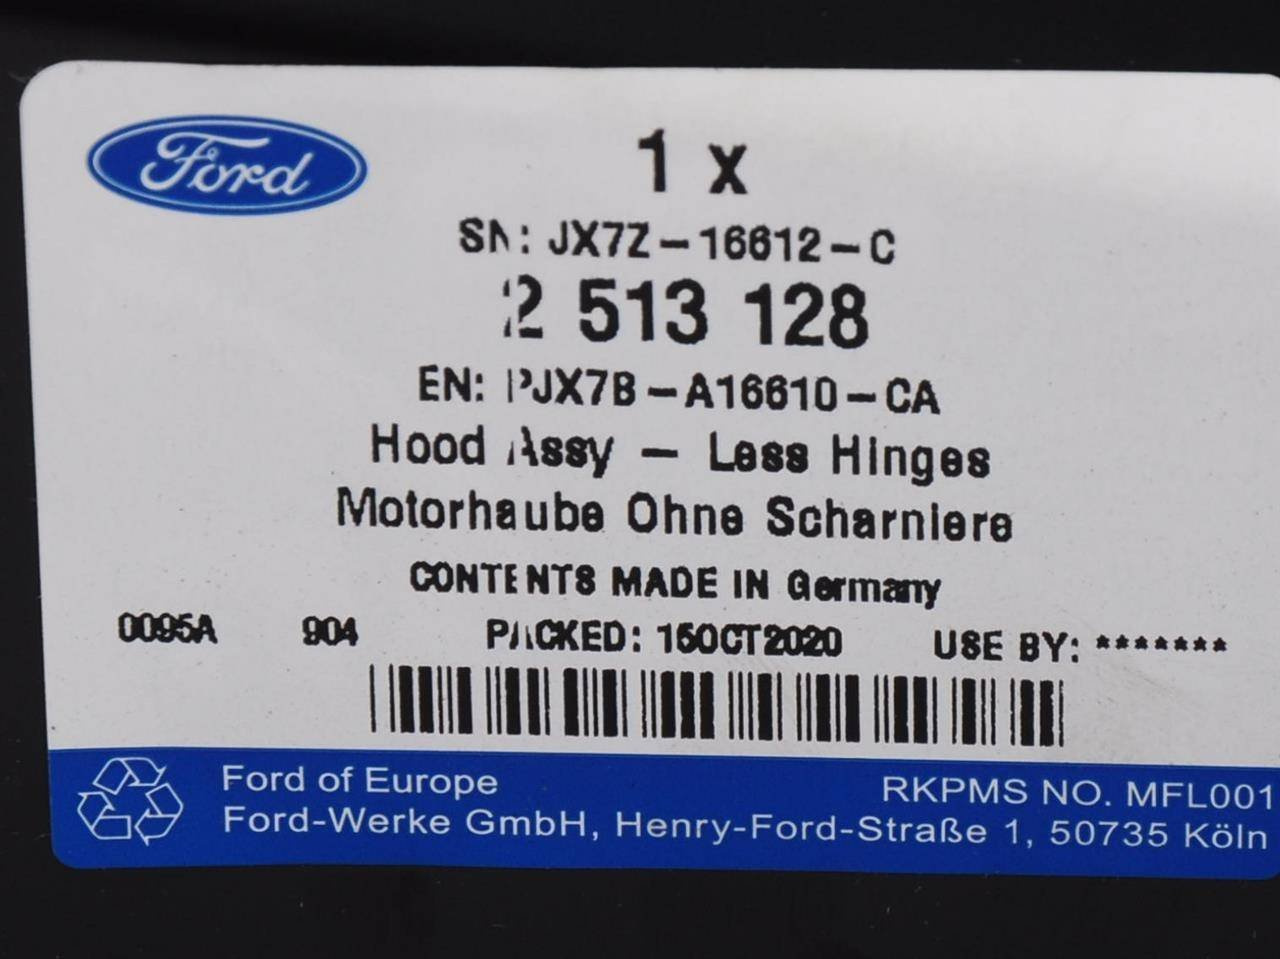 Ford
1 x
SN: JX7Z-16612-C
2 513 128
EN: PJX7B-A16610-CA
Hood Assy - Less Hinges
Motorhaube Ohne Scharniere
CONTENTS MADE IN Germany
0095A 904 PACKED: 15OCT2020 USE BY: *******
Ford of Europe RKPMS NO. MFL001
Ford-Werke GmbH, Henry-Ford-Straße 1, 50735 Köln